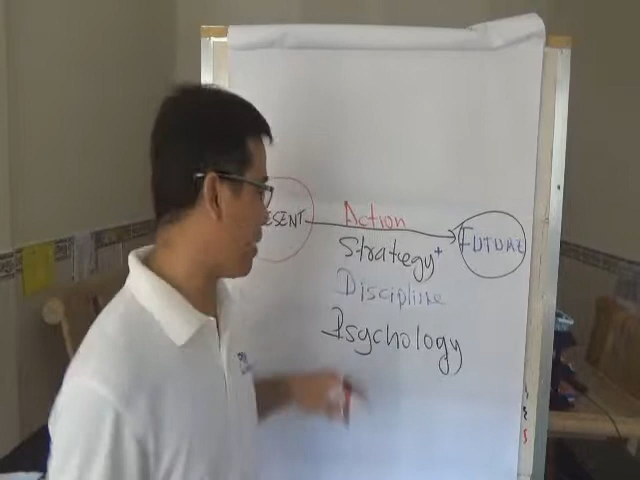 ESENT Action FUTURE
Strategy +
Discipline
Psychology